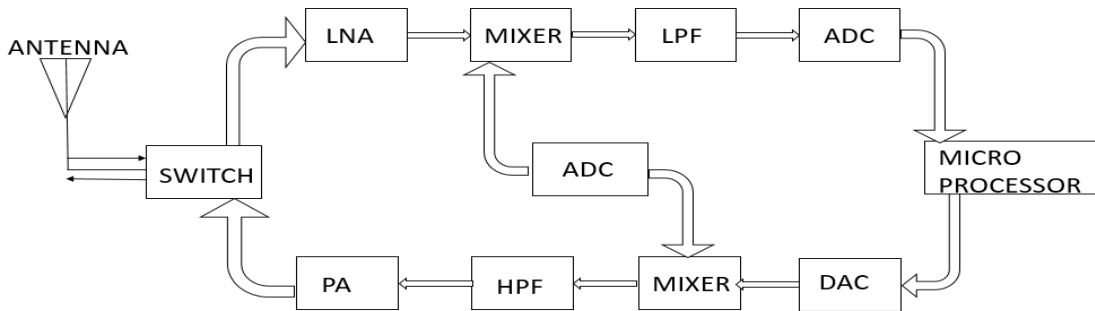 LNA
MIXER
LPF
ADC
ANTENNA
SWITCH
ADC
MICRO
PROCESSOR
PA
HPF
MIXER
DAC